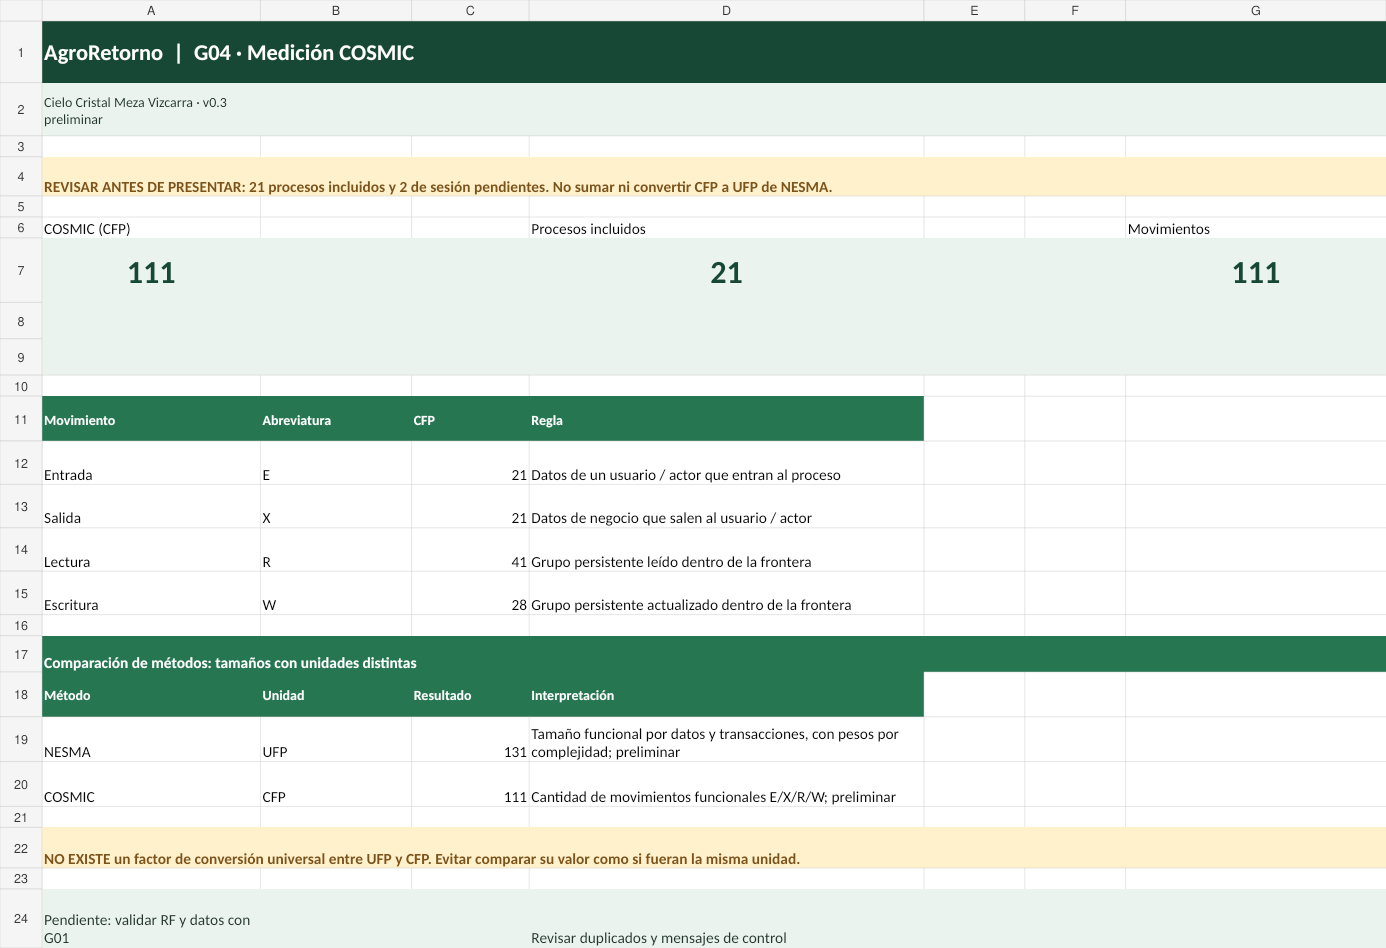 A B C D E F G
1 AgroRetorno | G04 · Medición COSMIC
2 Cielo Cristal Meza Vizcarra · v0.3
preliminar
3
4 REVISAR ANTES DE PRESENTAR: 21 procesos incluidos y 2 de sesión pendientes. No sumar ni convertir CFP a UFP de NESMA.
5
6 COSMIC (CFP) Procesos incluidos Movimientos
7 111 21 111
8
9
10
11 Movimiento Abreviatura CFP Regla
12 Entrada E 21 Datos de un usuario / actor que entran al proceso
13 Salida X 21 Datos de negocio que salen al usuario / actor
14 Lectura R 41 Grupo persistente leído dentro de la frontera
15 Escritura W 28 Grupo persistente actualizado dentro de la frontera
16
17 Comparación de métodos: tamaños con unidades distintas
18 Método Unidad Resultado Interpretación
19 NESMA UFP 131 Tamaño funcional por datos y transacciones, con pesos por
complejidad; preliminar
20 COSMIC CFP 111 Cantidad de movimientos funcionales E/X/R/W; preliminar
21
22 NO EXISTE un factor de conversión universal entre UFP y CFP. Evitar comparar su valor como si fueran la misma unidad.
23
24 Pendiente: validar RF y datos con
G01 Revisar duplicados y mensajes de control